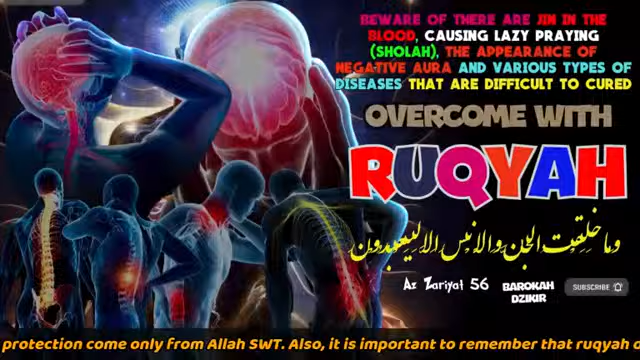 BEWARE OF THERE ARE JIN IN THE
BLOOD, CAUSING LAZY PRAYING
(SHOLAH), THE APPEARANCE OF
NEGATIVE AURA AND VARIOUS TYPES OF
DISEASES THAT ARE DIFFICULT TO CURED
OVERCOME WITH
RUQYAH
وما خلقت الجن والانس الا ليعبدون
Az Zariyat 56
BAROKAH
DZIKIR
SUBSCRIBE
protection come only from Allah SWT. Also, it is important to remember that ruqyah